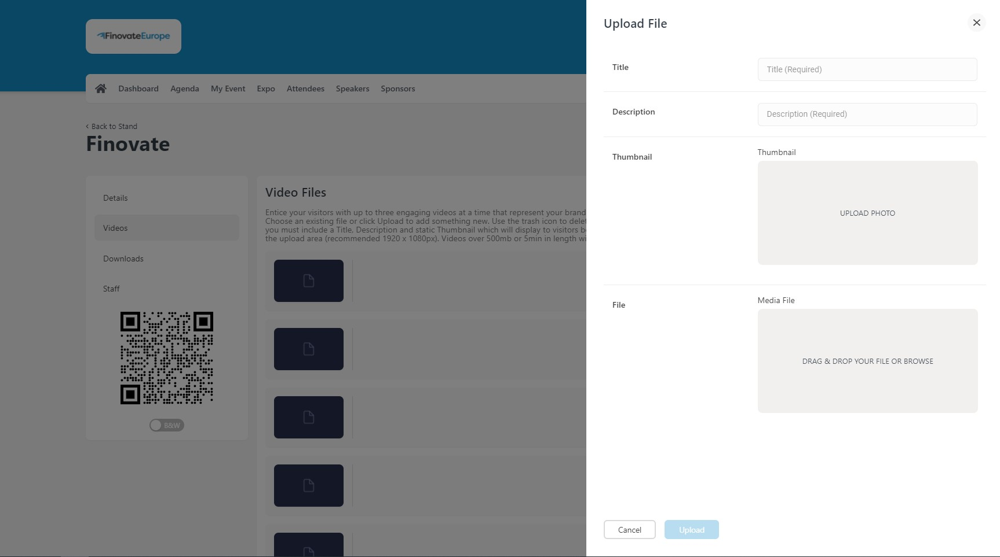 FinovateEurope
Dashboard Agenda My Event Expo Attendees Speakers Sponsors
< Back to Stand
Finovate
Details
Videos
Downloads
Staff
B&W
Video Files
Entice your visitors with up to three engaging videos at a time that represent your brand
Choose an existing file or click Upload to add something new. Use the trash icon to delet
you must include a Title, Description and static Thumbnail which will display to visitors be
the upload area (recommended 1920 x 1080px). Videos over 500mb or 5min in length wi
Upload File
Title
Title (Required)
Description
Description (Required)
Thumbnail
Thumbnail
UPLOAD PHOTO
File
Media File
DRAG & DROP YOUR FILE OR BROWSE
Cancel
Upload